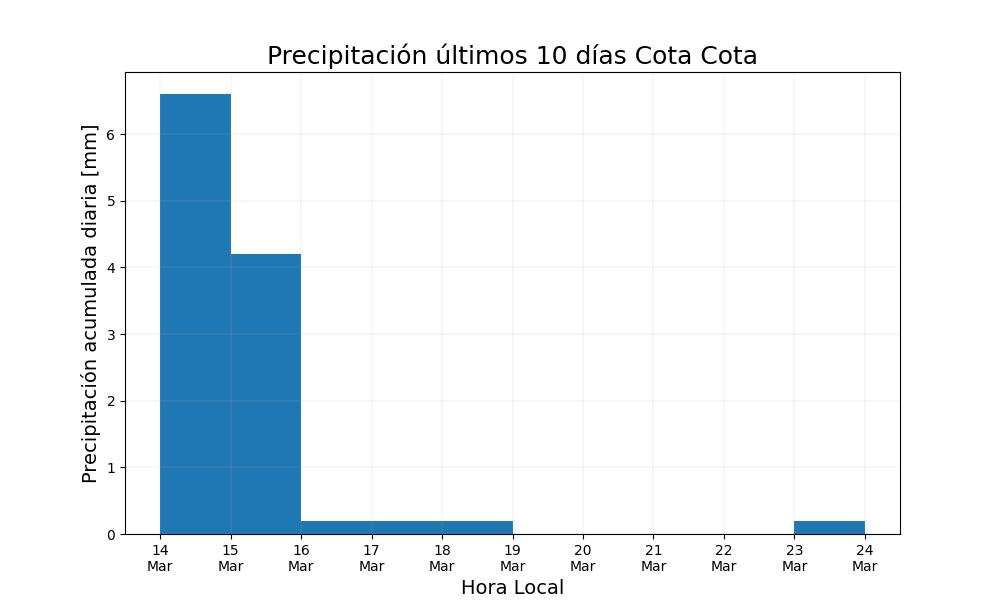 Precipitación últimos 10 días Cota Cota
Precipitación acumulada diaria [mm]
6
5
4
3
2
1
0
14 15 16 17 18 19 20 21 22 23 24
Mar Mar Mar Mar Mar Mar Mar Mar Mar Mar Mar
Hora Local